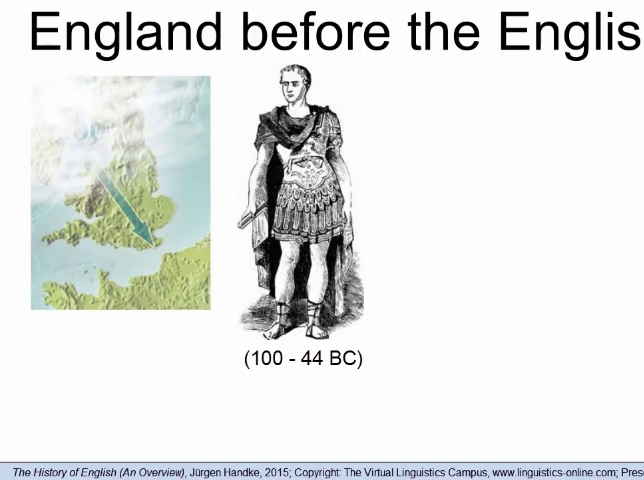 England before the Englis
(100 - 44 BC)
The History of English (An Overview), Jürgen Handke, 2015; Copyright: The Virtual Linguistics Campus, www.linguistics-online.com; Pres